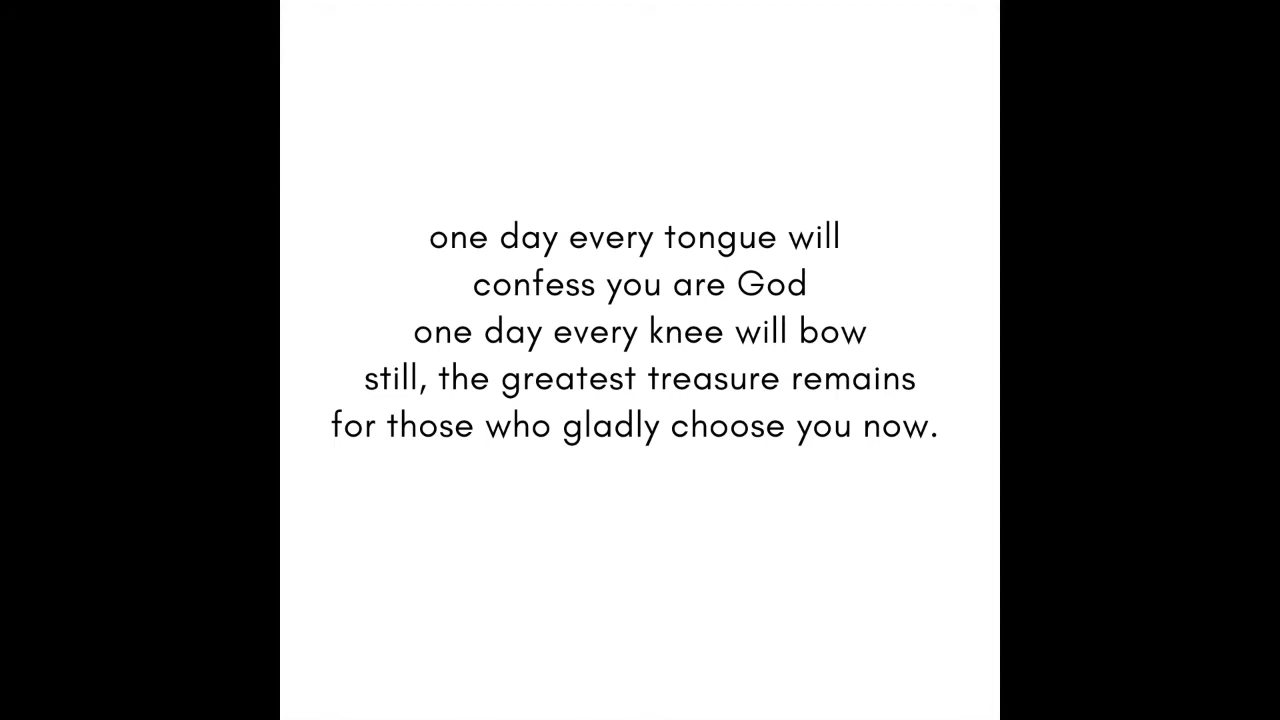 one day every tongue will
confess you are God
one day every knee will bow
still, the greatest treasure remains
for those who gladly choose you now.